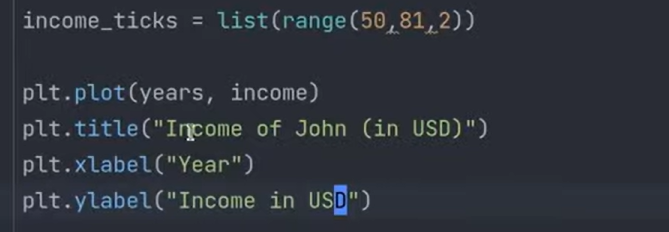 income_ticks = list(range(50,81,2))
plt.plot(years, income)
plt.title("Income of John (in USD)")
plt.xlabel("Year")
plt.ylabel("Income in USD")